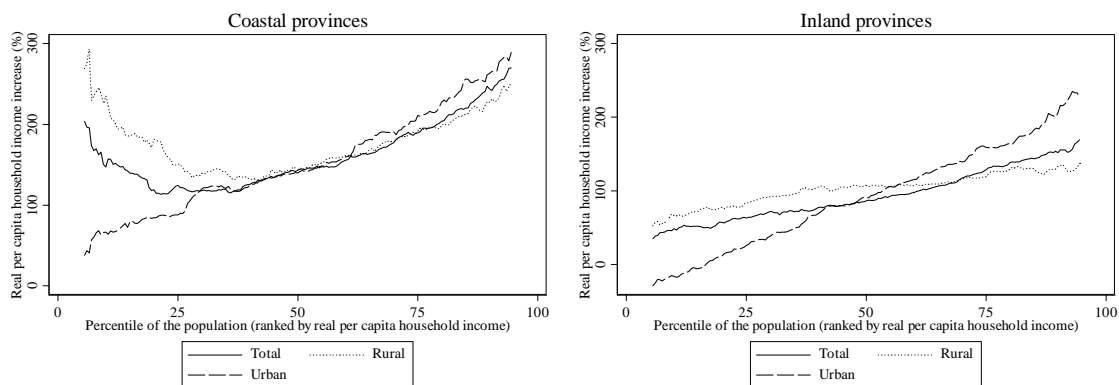 Coastal provinces
Real per capita household income increase (%)
300
200
100
0
0
25
50
75
100
Percentile of the population (ranked by real per capita household income)
Total
Rural
Urban
Inland provinces
Real per capita household income increase (%)
300
200
100
0
0
25
50
75
100
Percentile of the population (ranked by real per capita household income)
Total
Rural
Urban